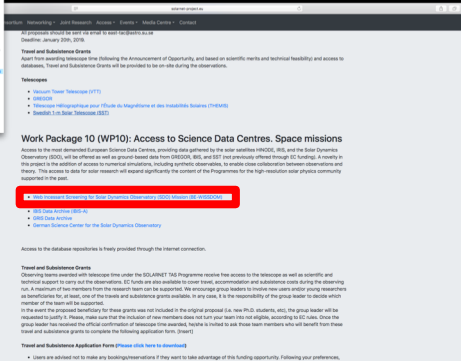 solarnet-project.eu
Networking Joint Research Access Events Media Centre Contact
All proposals should be sent via email to east-tac@astro.su.se
Deadline: January 20th, 2019.
Travel and Subsistence Grants
Apart from awarding telescope time (following the Announcement of Opportunity, and based on scientific merits and technical feasibility) and access to
databases, Travel and Subsistence Grants will be provided to be on-site during the observations.
Telescopes
• Vacuum Tower Telescope (VTT)
• GREGOR
• Télescope Héliographique pour l'Étude du Magnétisme et des Instabilités Solaires (THEMIS)
• Swedish 1-m Solar Telescope (SST)
Work Package 10 (WP10): Access to Science Data Centres. Space missions
Access to the most demanded European Science Data Centres, providing data gathered by the solar satellites HINODE, IRIS, and the Solar Dynamics
Observatory (SDO), will be offered as well as ground-based data from GREGOR, IBIS, and SST (not previously offered through EC funding). A novelty in
this project is the addition of access to numerical simulations, including synthetic observables, to enable close collaboration between observations and
theory. This access to data for solar research will expand significantly the content of the Programmes for the high-resolution solar physics community
supported in the past.
• Web Incessant Screening for Solar Dynamics Observatory (SDO) Mission (BE-WISSDOM)
• IBIS Data Archive (IBIS-A)
• GRIS Data Archive
• German Science Center for the Solar Dynamics Observatory
Access to the database repositories is freely provided through the internet connection.
Travel and Subsistence Grants
Observing teams awarded with telescope time under the SOLARNET TAS Programme receive free access to the telescope as well as scientific and
technical support to carry out the observations. EC funds are also available to cover travel, accommodation and subsistence costs during the observing
run. A maximum of two members from the research team can be supported. We encourage group leaders to involve new users and/or young researchers
as beneficiaries for, at least, one of the travels and subsistence grants available. In any case, it is the responsibility of the group leader to decide which
member of the team will be supported.
In the event the proposed beneficiary for these grants was not included in the original proposal (i.e. new Ph.D. students, etc), the group leader will be
requested to justify it. Please, make sure that the inclusion of new members does not turn your team into not eligible, according to EC rules. Once the
group leader has received the official confirmation of telescope time awarded, he/she is invited to ask those team members who will benefit from these
travel and subsistence grants to complete the following application form. (Insert)
Travel and Subsistence Application Form (Please click here to download)
• Users are advised not to make any bookings/reservations if they want to take advantage of this funding opportunity. Following your preferences,